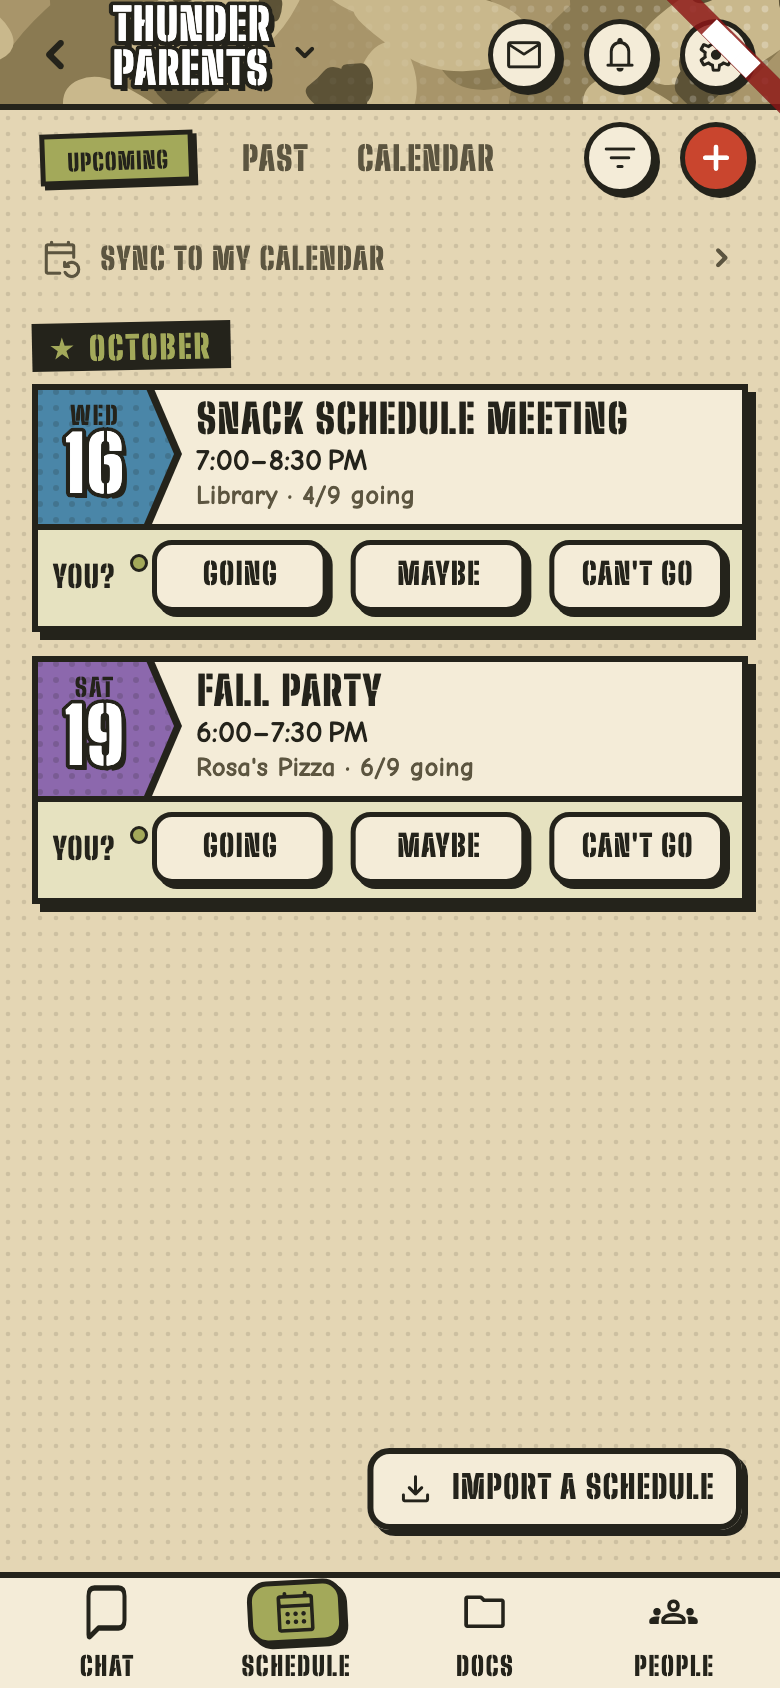 THUNDER
PARENTS
UPCOMING PAST CALENDAR
SYNC TO MY CALENDAR
★ OCTOBER
WED
16
SNACK SCHEDULE MEETING
7:00–8:30 PM
Library · 4/9 going
YOU? GOING MAYBE CAN'T GO
SAT
19
FALL PARTY
6:00–7:30 PM
Rosa's Pizza · 6/9 going
YOU? GOING MAYBE CAN'T GO
IMPORT A SCHEDULE
CHAT SCHEDULE DOCS PEOPLE